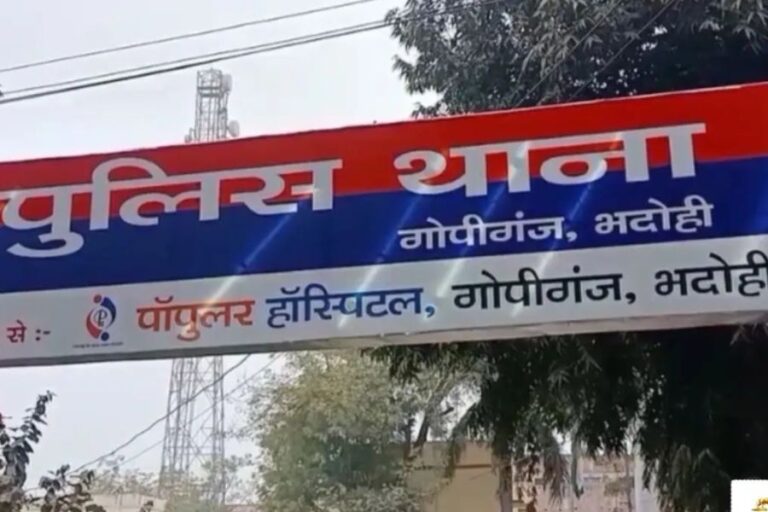 पुलिस थाना
गोपीगंज, भदोही
से :- पॉपुलर हॉस्पिटल, गोपीगंज, भदोही